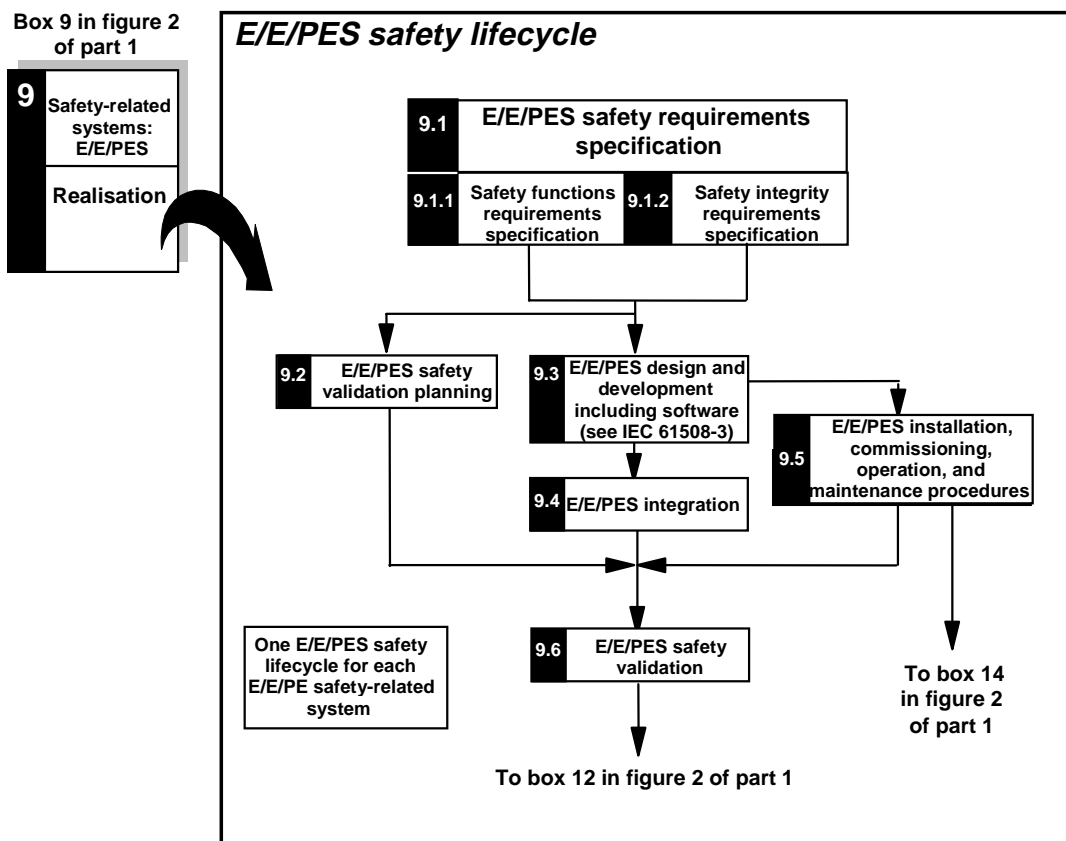 Box 9 in figure 2
of part 1
9
Safety-related
systems:
E/E/PES
Realisation
E/E/PES safety lifecycle
9.1
E/E/PES safety requirements
specification
9.1.1
Safety functions
requirements
specification
9.1.2
Safety integrity
requirements
specification
9.2
E/E/PES safety
validation planning
9.3
E/E/PES design and
development
including software
(see IEC 61508-3)
9.4
E/E/PES integration
9.5
E/E/PES installation,
commissioning,
operation, and
maintenance procedures
One E/E/PES safety
lifecycle for each
E/E/PE safety-related
system
9.6
E/E/PES safety
validation
To box 14
in figure 2
of part 1
To box 12 in figure 2 of part 1